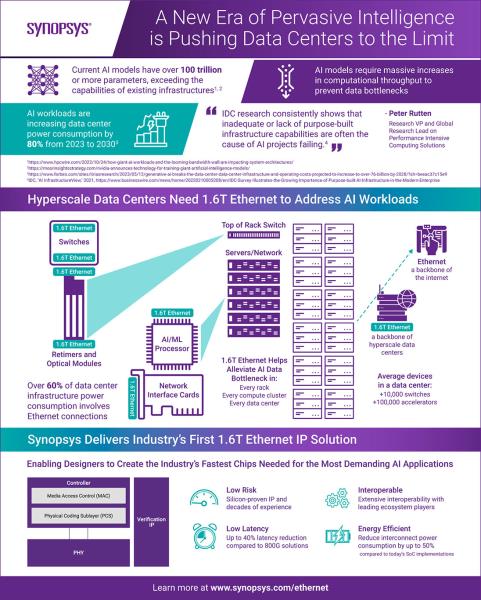 SYNOPSYS®
A New Era of Pervasive Intelligence
is Pushing Data Centers to the Limit
Current AI models have over 100 trillion
or more parameters, exceeding the
capabilities of existing infrastructures1, 2
AI models require massive increases
in computational throughput to
prevent data bottlenecks
AI workloads are
increasing data center
power consumption by
80% from 2023 to 20303
“ IDC research consistently shows that
inadequate or lack of purpose-built
infrastructure capabilities are often the
cause of AI projects failing.4 ”
- Peter Rutten
Research VP and Global
Research Lead on
Performance Intensive
Computing Solutions
Hyperscale Data Centers Need 1.6T Ethernet to Address AI Workloads
1.6T Ethernet
Switches
1.6T Ethernet
1.6T Ethernet
1.6T Ethernet
Retimers and
Optical Modules
Over 60% of data center
infrastructure power
consumption involves
Ethernet connections
1.6T Ethernet
AI/ML
Processor
1.6T Ethernet
Network
Interface Cards
Top of Rack Switch
Servers/Network
1.6T Ethernet Helps
Alleviate AI Data
Bottleneck in:
Every rack
Every compute cluster
Every data center
Ethernet
a backbone of
the internet
1.6T Ethernet
a backbone of
hyperscale data
centers
Average devices
in a data center:
+10,000 switches
+100,000 accelerators
Synopsys Delivers Industry's First 1.6T Ethernet IP Solution
Enabling Designers to Create the Industry's Fastest Chips Needed for the Most Demanding AI Applications
Controller
Media Access Control (MAC)
Physical Coding Sublayer (PCS)
PHY
Verification
IP
Low Risk
Silicon-proven IP and
decades of experience
Interoperable
Extensive interoperability with
leading ecosystem players
Low Latency
Up to 40% latency reduction
compared to 800G solutions
Energy Efficient
Reduce interconnect power
consumption by up to 50%
compared to today's SoC implementations
Learn more at www.synopsys.com/ethernet